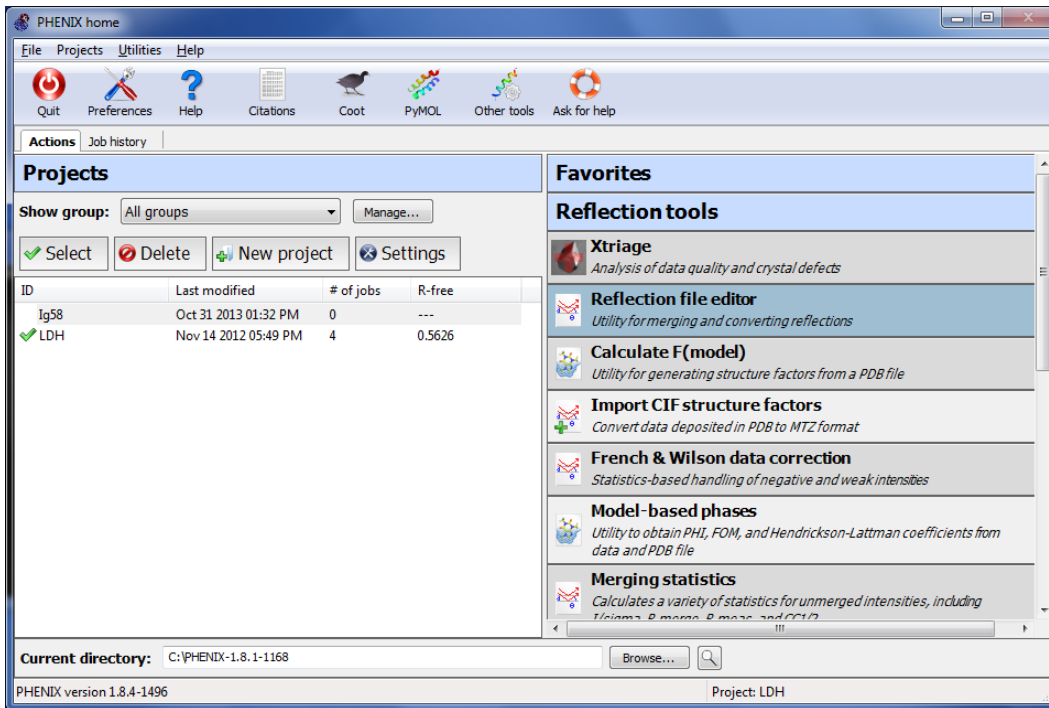 PHENIX home
File Projects Utilities Help
Quit Preferences Help Citations Coot PyMOL Other tools Ask for help
Actions Job history
Projects
Show group: All groups Manage...
Select Delete New project Settings
ID Last modified # of jobs R-free
Ig58 Oct 31 2013 01:32 PM 0 ---
LDH Nov 14 2012 05:49 PM 4 0.5626
Favorites
Reflection tools
Xtriage
Analysis of data quality and crystal defects
Reflection file editor
Utility for merging and converting reflections
Calculate F(model)
Utility for generating structure factors from a PDB file
Import CIF structure factors
Convert data deposited in PDB to MTZ format
French & Wilson data correction
Statistics-based handling of negative and weak intensities
Model-based phases
Utility to obtain PHI, FOM, and Hendrickson-Lattman coefficients from
data and PDB file
Merging statistics
Calculates a variety of statistics for unmerged intensities, including
I/sigma, R-merge, R-meas, and CC1/2
Current directory: C:\PHENIX-1.8.1-1168 Browse...
PHENIX version 1.8.4-1496 Project: LDH